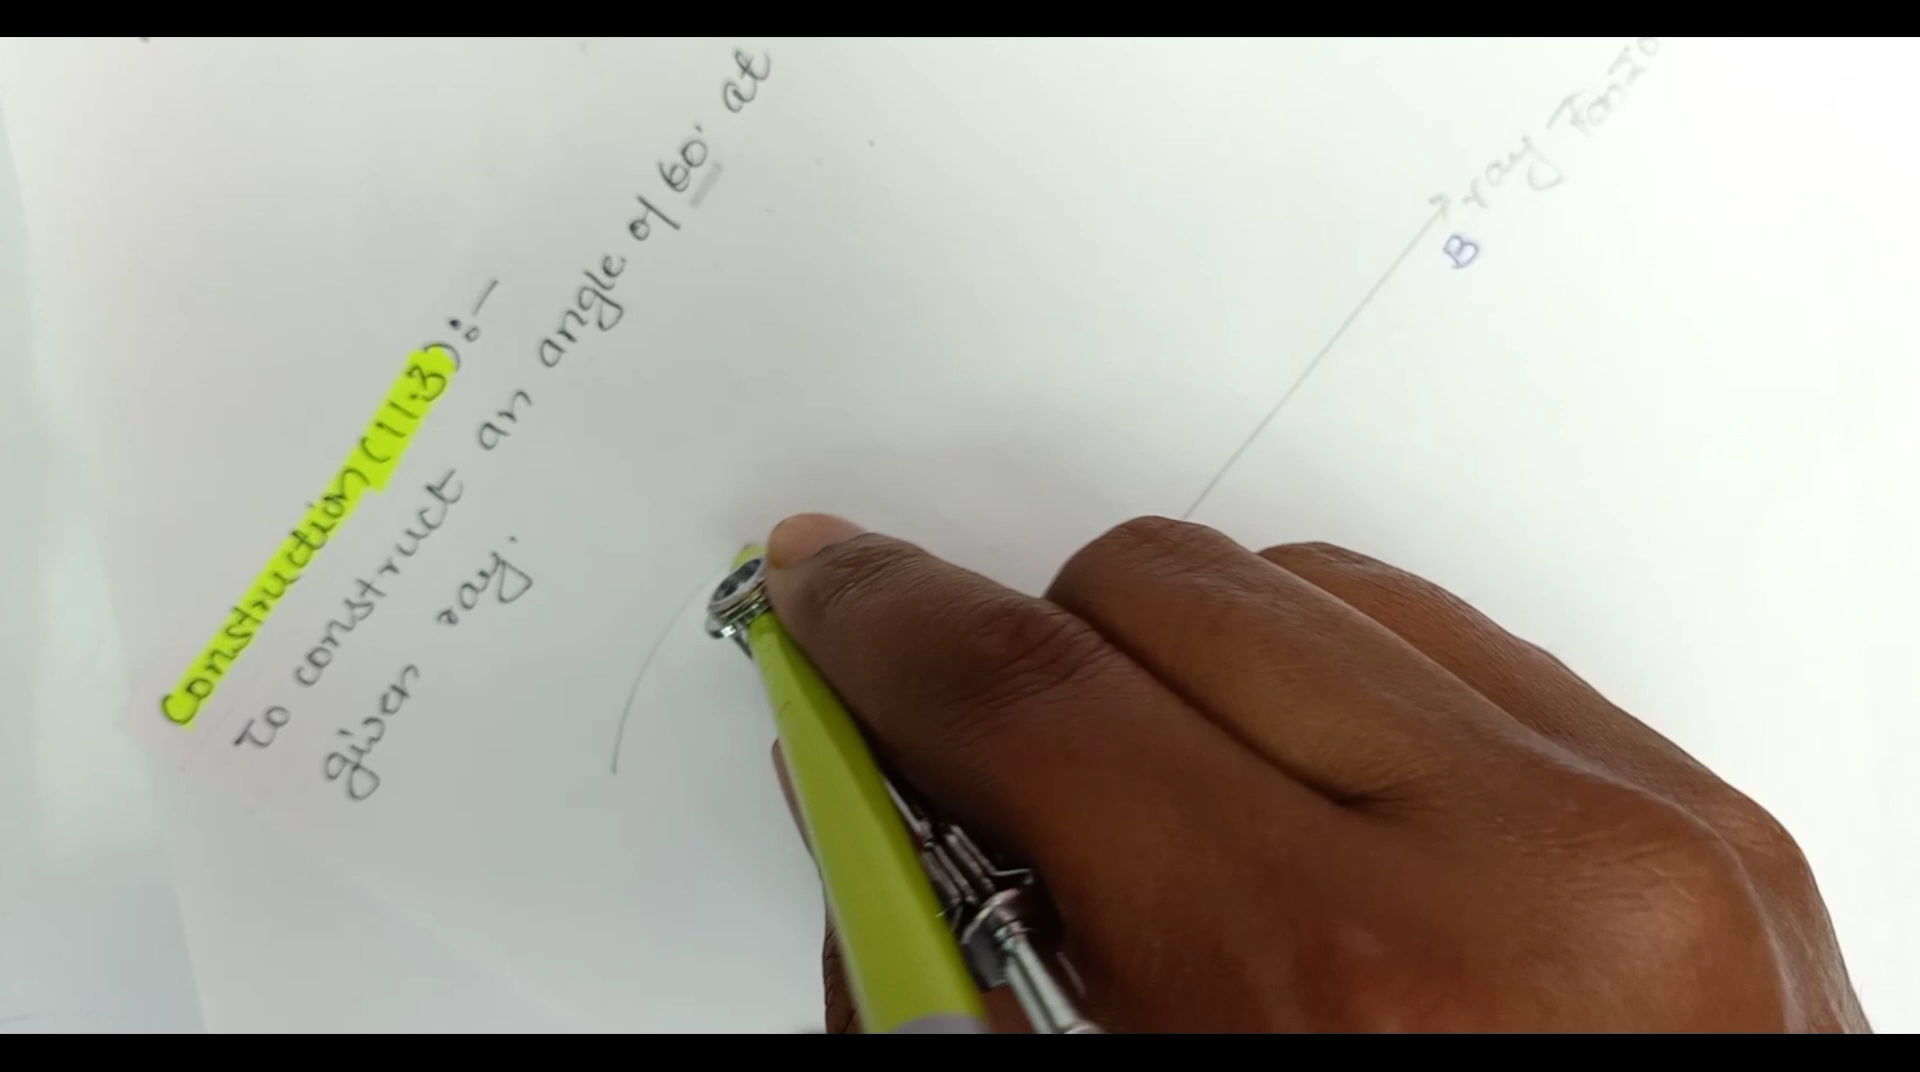 Construction (11.3):-
To construct an angle of 60° at
given ray.
ray
B